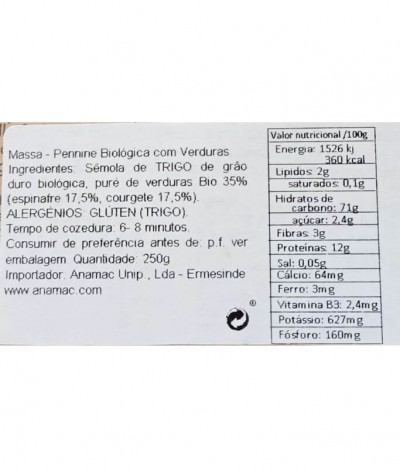 Massa - Pennine Biológica com Verduras
Ingredientes: Sêmola de TRIGO de grão
duro biológica, puré de verduras Bio 35%
(espinafre 17,5%, courgete 17,5%).
ALERGÉNIOS: GLÚTEN (TRIGO).
Tempo de cozedura: 6- 8 minutos.
Consumir de preferência antes de: p.f. ver
embalagem Quantidade: 250g
Importador: Anamac Unip., Lda - Ermesinde
www.anamac.com
®
Valor nutricional /100g
Energia: 1526 kj
360 kcal
Lipidos: 2g
saturados: 0,1g
Hidratos de
carbono: 71g
açúcar: 2,4g
Fibras: 3g
Proteínas: 12g
Sal: 0,05g
Cálcio: 64mg
Ferro: 3mg
Vitamina B3: 2,4mg
Potássio: 627mg
Fósforo: 160mg